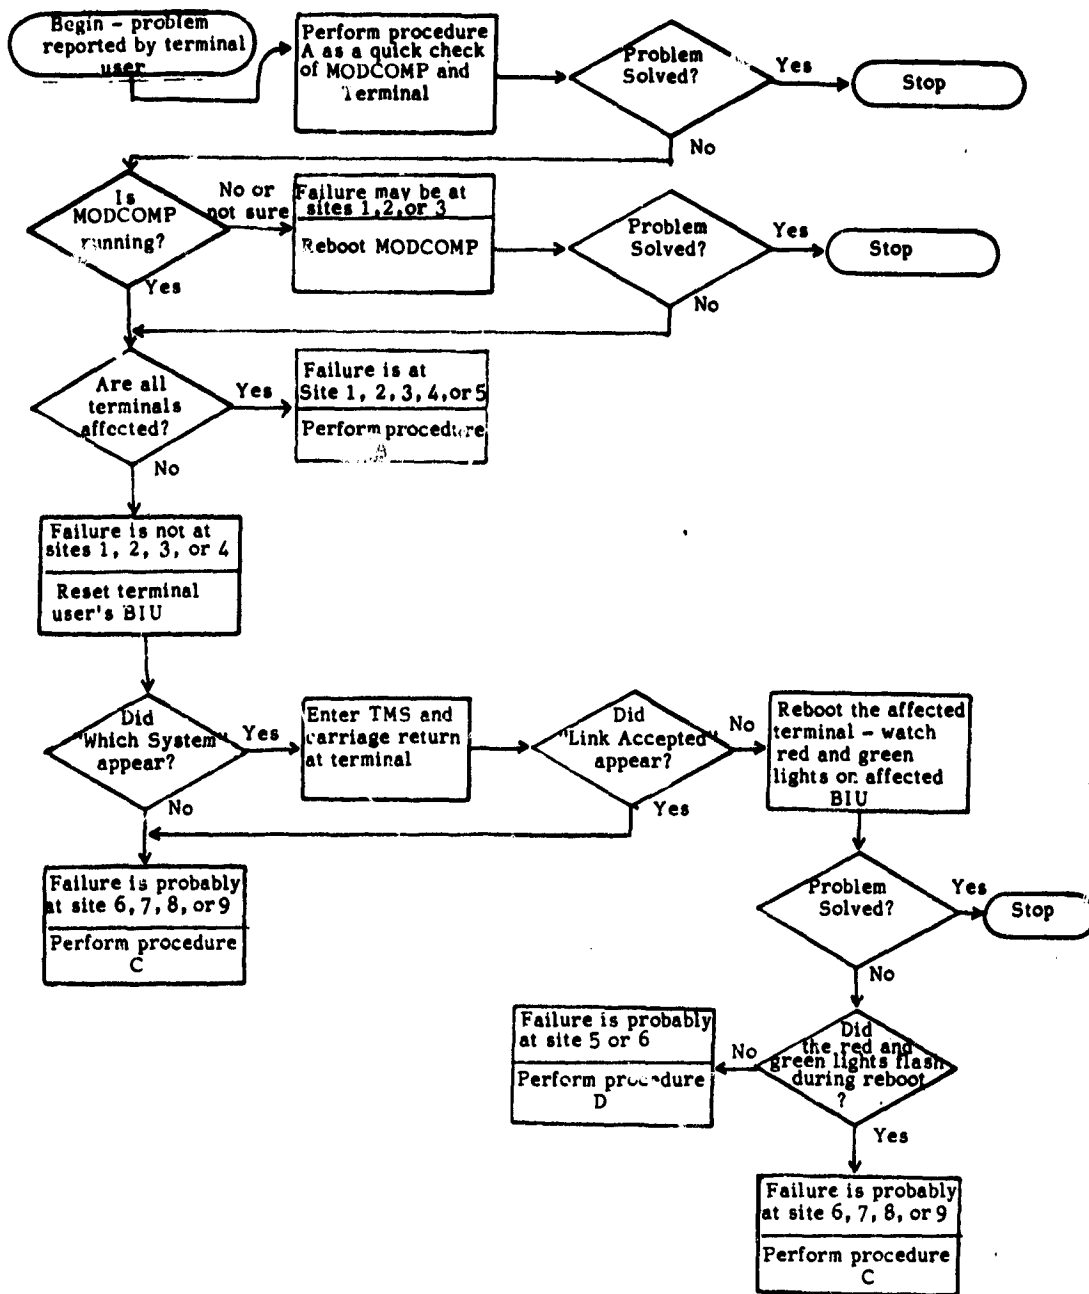 Begin – problem
reported by terminal
user
Perform procedure
A as a quick check
of MODCOMP and
Terminal
Problem
Solved?
Yes
Stop
No
Is
MODCOMP
running?
No or
not sure
Failure may be at
sites 1,2,or 3
Reboot MODCOMP
Problem
Solved?
Yes
Stop
Yes
No
Are all
terminals
affected?
Yes
Failure is at
Site 1, 2, 3, 4, or 5
Perform procedure
No
Failure is not at
sites 1, 2, 3, or 4
Reset terminal
user's BIU
Did
"Which System"
appear?
Yes
Enter TMS and
carriage return
at terminal
Did
"Link Accepted"
appear?
No
Reboot the affected
terminal – watch
red and green
lights on affected
BIU
No
Yes
Failure is probably
at site 6, 7, 8, or 9
Perform procedure
C
Problem
Solved?
Yes
Stop
No
Failure is probably
at site 5 or 6
Perform procedure
D
No
Did
the red and
green lights flash
during reboot
?
Yes
Failure is probably
at site 6, 7, 8, or 9
Perform procedure
C